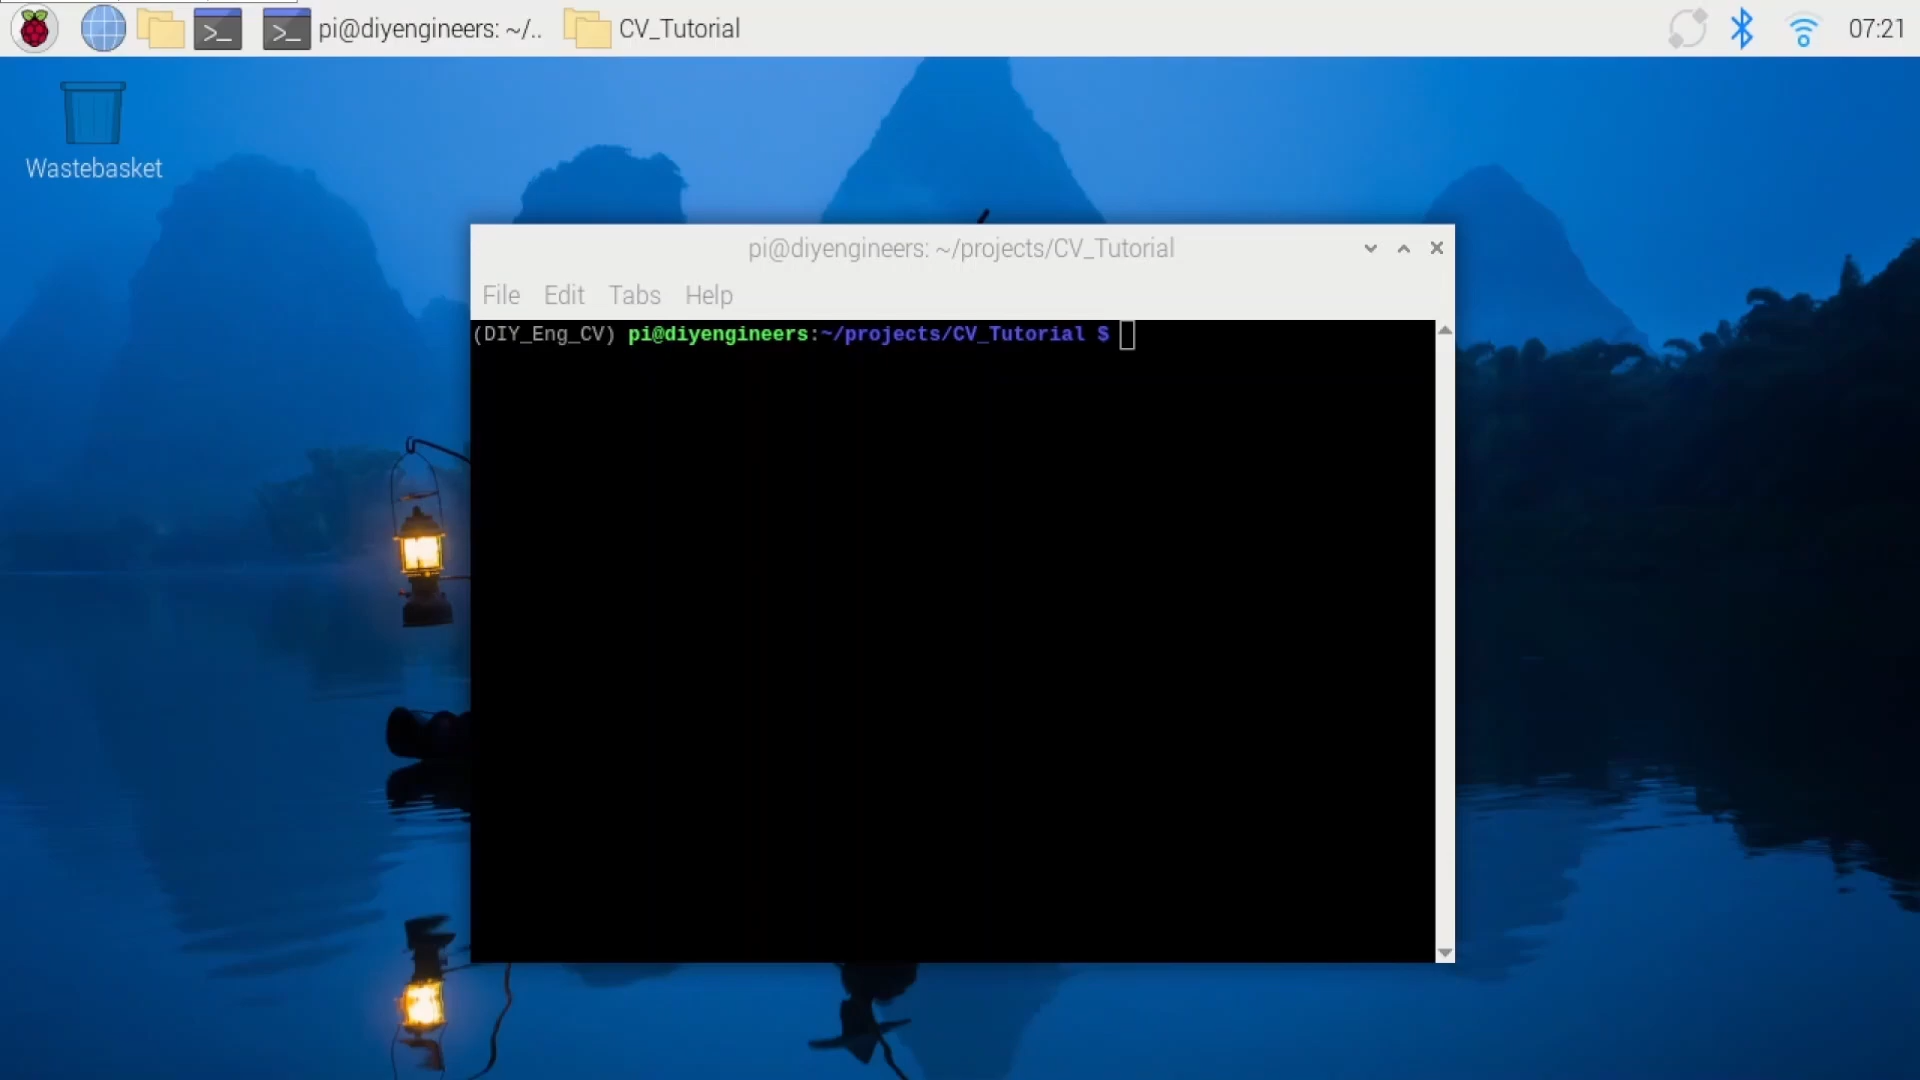 pi@diyengineers: ~/.. CV_Tutorial 07:21
Wastebasket
pi@diyengineers: ~/projects/CV_Tutorial
File Edit Tabs Help
(DIY_Eng_CV) pi@diyengineers:~/projects/CV_Tutorial $